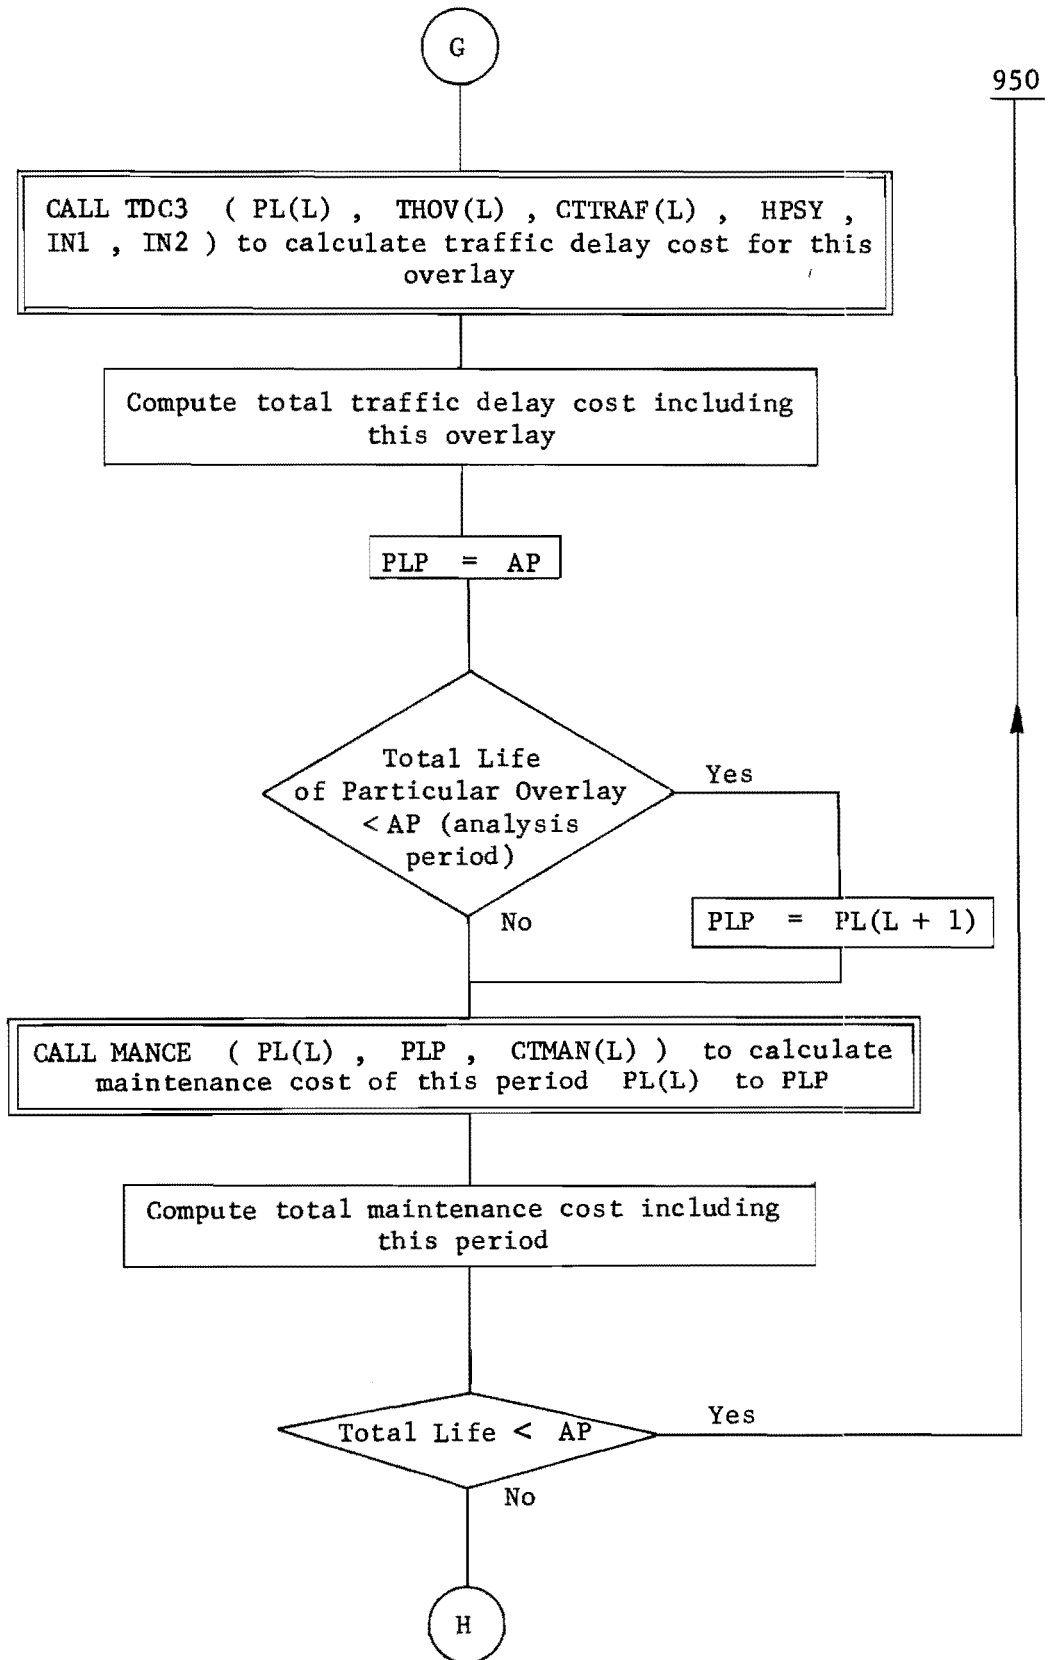 G
950
CALL TDC3 ( PL(L) , THOV(L) , CTTRAF(L) , HPSY ,
IN1 , IN2 ) to calculate traffic delay cost for this
overlay
Compute total traffic delay cost including
this overlay
PLP = AP
Total Life
of Particular Overlay
< AP (analysis
period)
Yes
No
PLP = PL(L + 1)
CALL MANCE ( PL(L) , PLP , CTMAN(L) ) to calculate
maintenance cost of this period PL(L) to PLP
Compute total maintenance cost including
this period
Total Life < AP
Yes
No
H